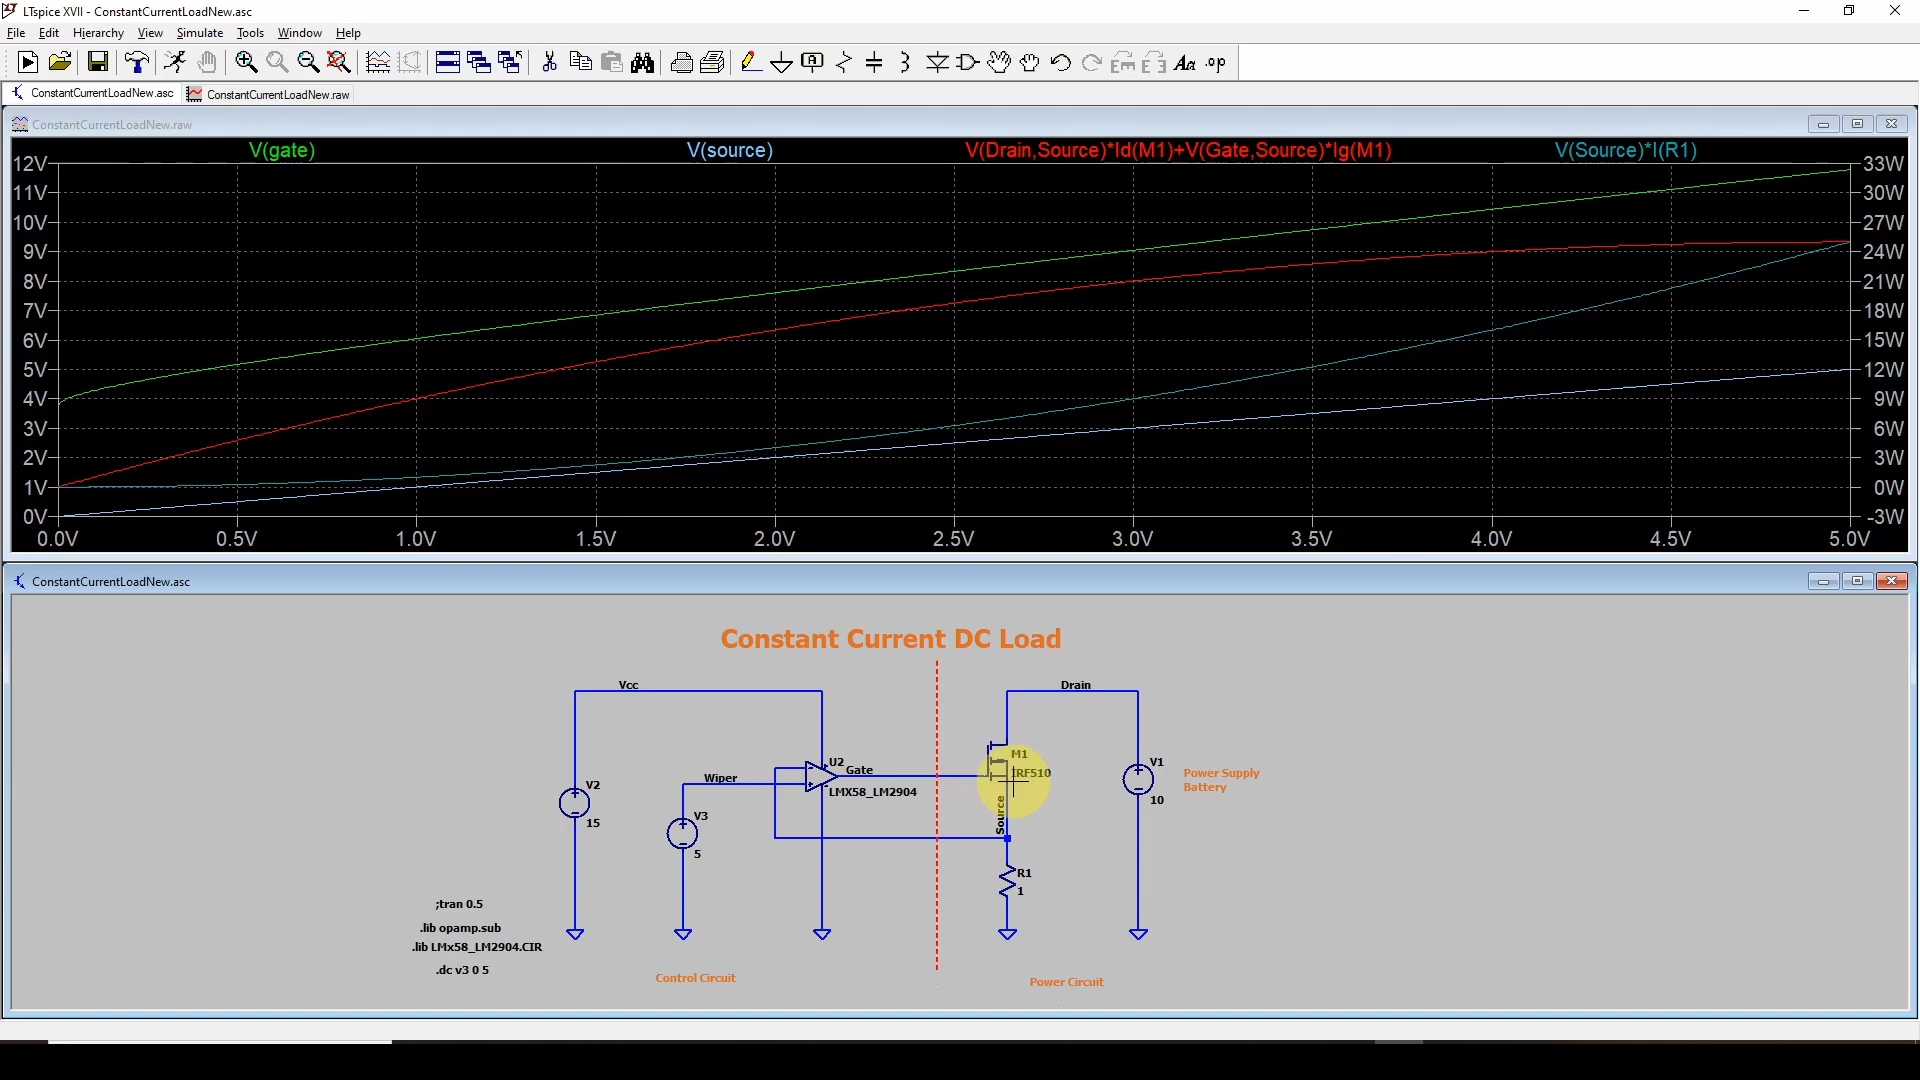 LTspice XVII - ConstantCurrentLoadNew.asc
File Edit Hierarchy View Simulate Tools Window Help
ConstantCurrentLoadNew.asc ConstantCurrentLoadNew.raw
ConstantCurrentLoadNew.raw
V(gate) V(source) V(Drain,Source)*Id(M1)+V(Gate,Source)*Ig(M1) V(Source)*I(R1)
12V 33W
11V 30W
10V 27W
9V 24W
8V 21W
7V 18W
6V 15W
5V 12W
4V 9W
3V 6W
2V 3W
1V 0W
0V -3W
0.0V 0.5V 1.0V 1.5V 2.0V 2.5V 3.0V 3.5V 4.0V 4.5V 5.0V
ConstantCurrentLoadNew.asc
Constant Current DC Load
Vcc Drain
M1
IRF510
U2
Gate
LMX58_LM2904
Wiper
V1
10
Power Supply
Battery
V2
15
V3
5
Source
R1
1
;tran 0.5
.lib opamp.sub
.lib LMx58_LM2904.CIR
.dc v3 0 5
Control Circuit
Power Circuit